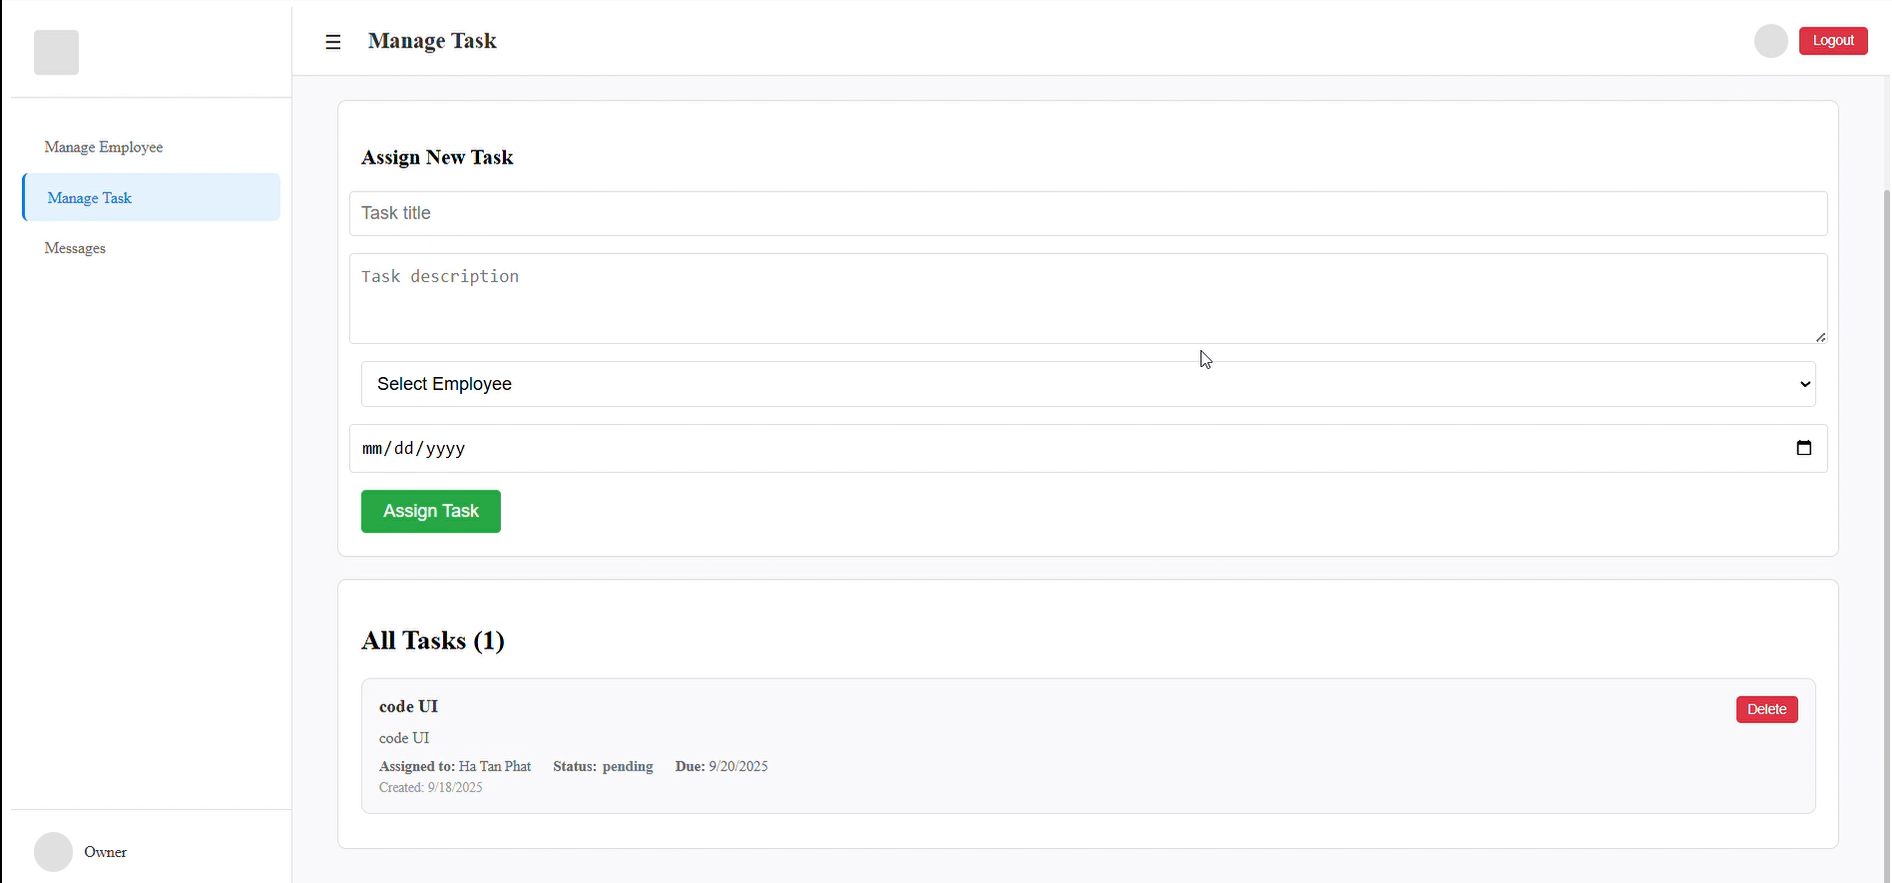 ☰ Manage Task
Logout
Manage Employee
Manage Task
Messages
Owner
Assign New Task
Task title
Task description
Select Employee
mm/dd/yyyy
Assign Task
All Tasks (1)
code UI
Delete
code UI
Assigned to: Ha Tan Phat Status: pending Due: 9/20/2025
Created: 9/18/2025